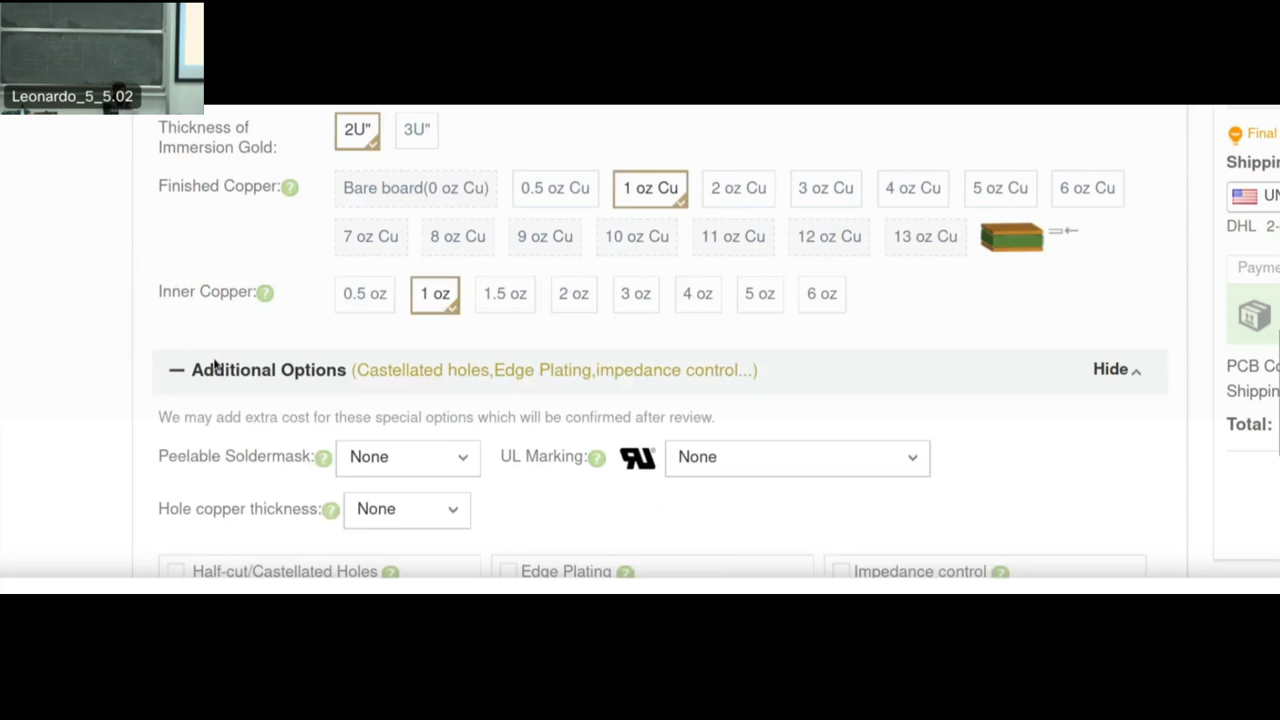 Leonardo_5_5.02
Thickness of
Immersion Gold:
2U" 3U"
Finished Copper:
Bare board(0 oz Cu) 0.5 oz Cu 1 oz Cu 2 oz Cu 3 oz Cu 4 oz Cu 5 oz Cu 6 oz Cu
7 oz Cu 8 oz Cu 9 oz Cu 10 oz Cu 11 oz Cu 12 oz Cu 13 oz Cu
Inner Copper: 0.5 oz 1 oz 1.5 oz 2 oz 3 oz 4 oz 5 oz 6 oz
Additional Options (Castellated holes,Edge Plating,impedance control...) Hide
We may add extra cost for these special options which will be confirmed after review.
Peelable Soldermask: None UL Marking: None
Hole copper thickness: None
Half-cut/Castellated Holes Edge Plating Impedance control
Final
Shippin
UN
DHL 2-
Payme
PCB Co
Shippin
Total: